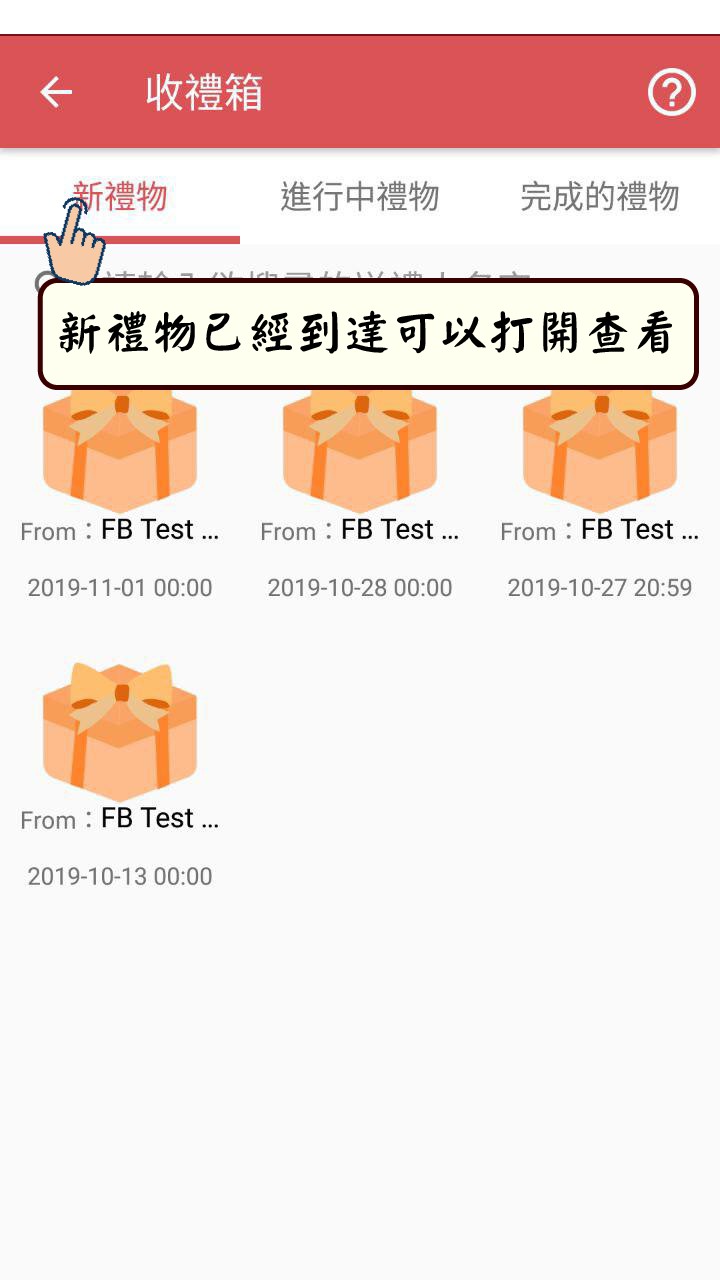 收禮箱
新禮物
進行中禮物
完成的禮物
新禮物已經到達可以打開查看
From：FB Test ...
From：FB Test ...
From：FB Test ...
2019-11-01 00:00
2019-10-28 00:00
2019-10-27 20:59
From：FB Test ...
2019-10-13 00:00